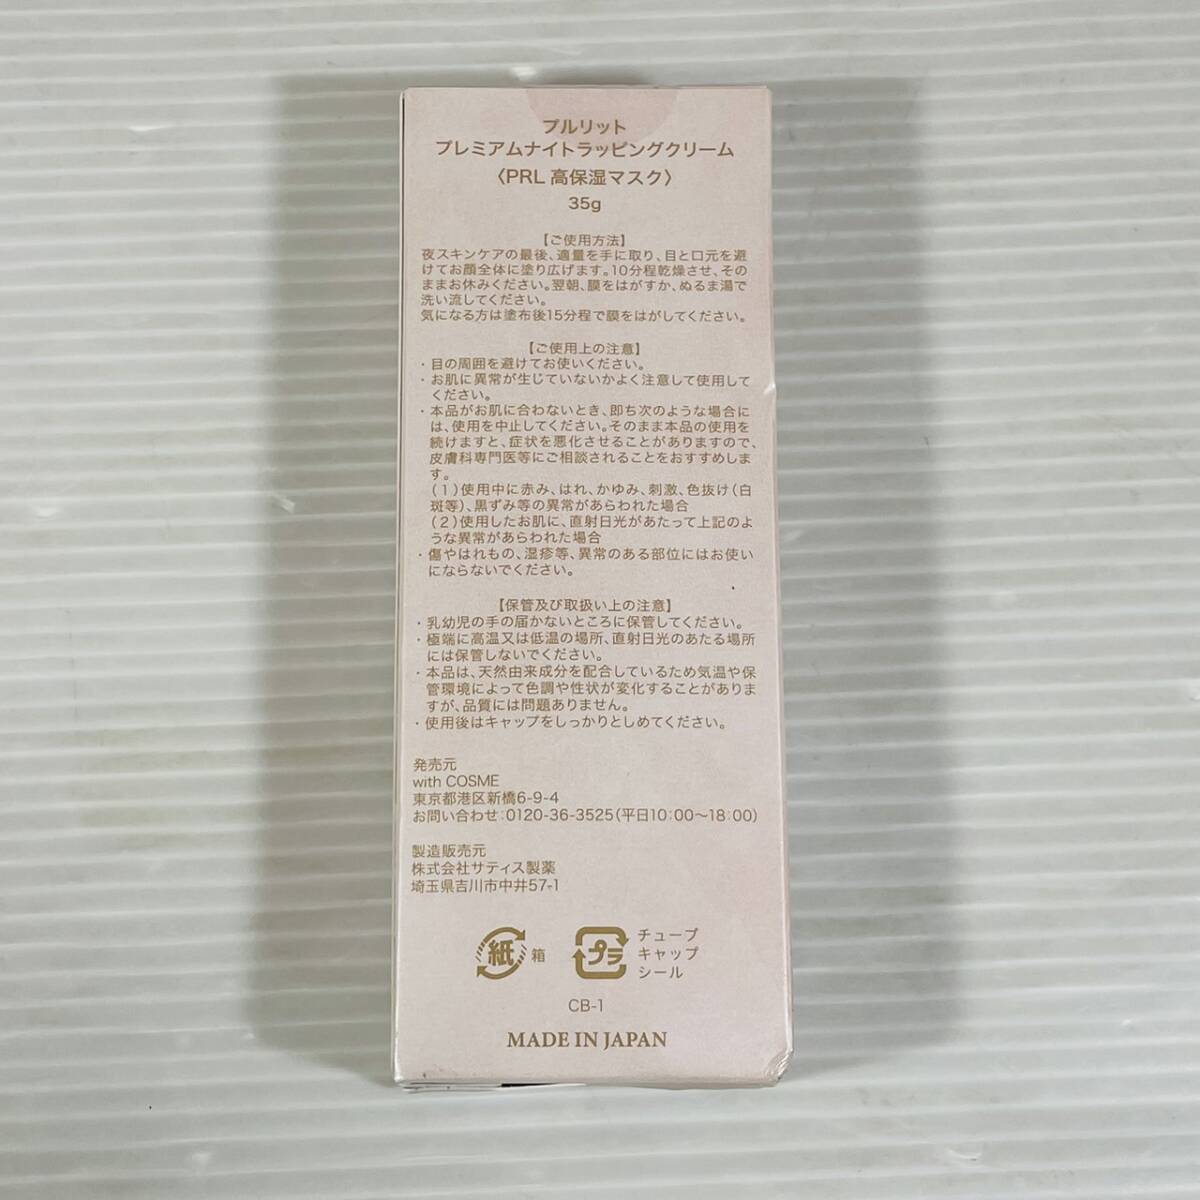 プルリット
プレミアムナイトラッピングクリーム
〈PRL 高保湿マスク〉
35g
【ご使用方法】
夜スキンケアの最後、適量を手に取り、目と口元を避
けてお顔全体に塗り広げます。10分程乾燥させ、その
ままお休みください。翌朝、膜をはがすか、ぬるま湯で
洗い流してください。
気になる方は塗布後15分程で膜をはがしてください。
【ご使用上の注意】
・目の周囲を避けてお使いください。
・お肌に異常が生じていないかよく注意して使用して
ください。
・本品がお肌に合わないとき、即ち次のような場合に
は、使用を中止してください。そのまま本品の使用を
続けますと、症状を悪化させることがありますので、
皮膚科専門医等にご相談されることをおすすめしま
す。
(1)使用中に赤み、はれ、かゆみ、刺激、色抜け(白
斑等)、黒ずみ等の異常があらわれた場合
(2)使用したお肌に、直射日光があたって上記のよ
うな異常があらわれた場合
・傷やはれもの、湿疹等、異常のある部位にはお使い
にならないでください。
【保管及び取扱い上の注意】
・乳幼児の手の届かないところに保管してください。
・極端に高温又は低温の場所、直射日光のあたる場所
には保管しないでください。
・本品は、天然由来成分を配合しているため気温や保
管環境によって色調や性状が変化することがありま
すが、品質には問題ありません。
・使用後はキャップをしっかりとしめてください。
発売元
with COSME
東京都港区新橋6-9-4
お問い合わせ:0120-36-3525(平日10:00〜18:00)
製造販売元
株式会社サティス製薬
埼玉県吉川市中井57-1
紙 箱
プラ チューブ
キャップ
シール
CB-1
MADE IN JAPAN